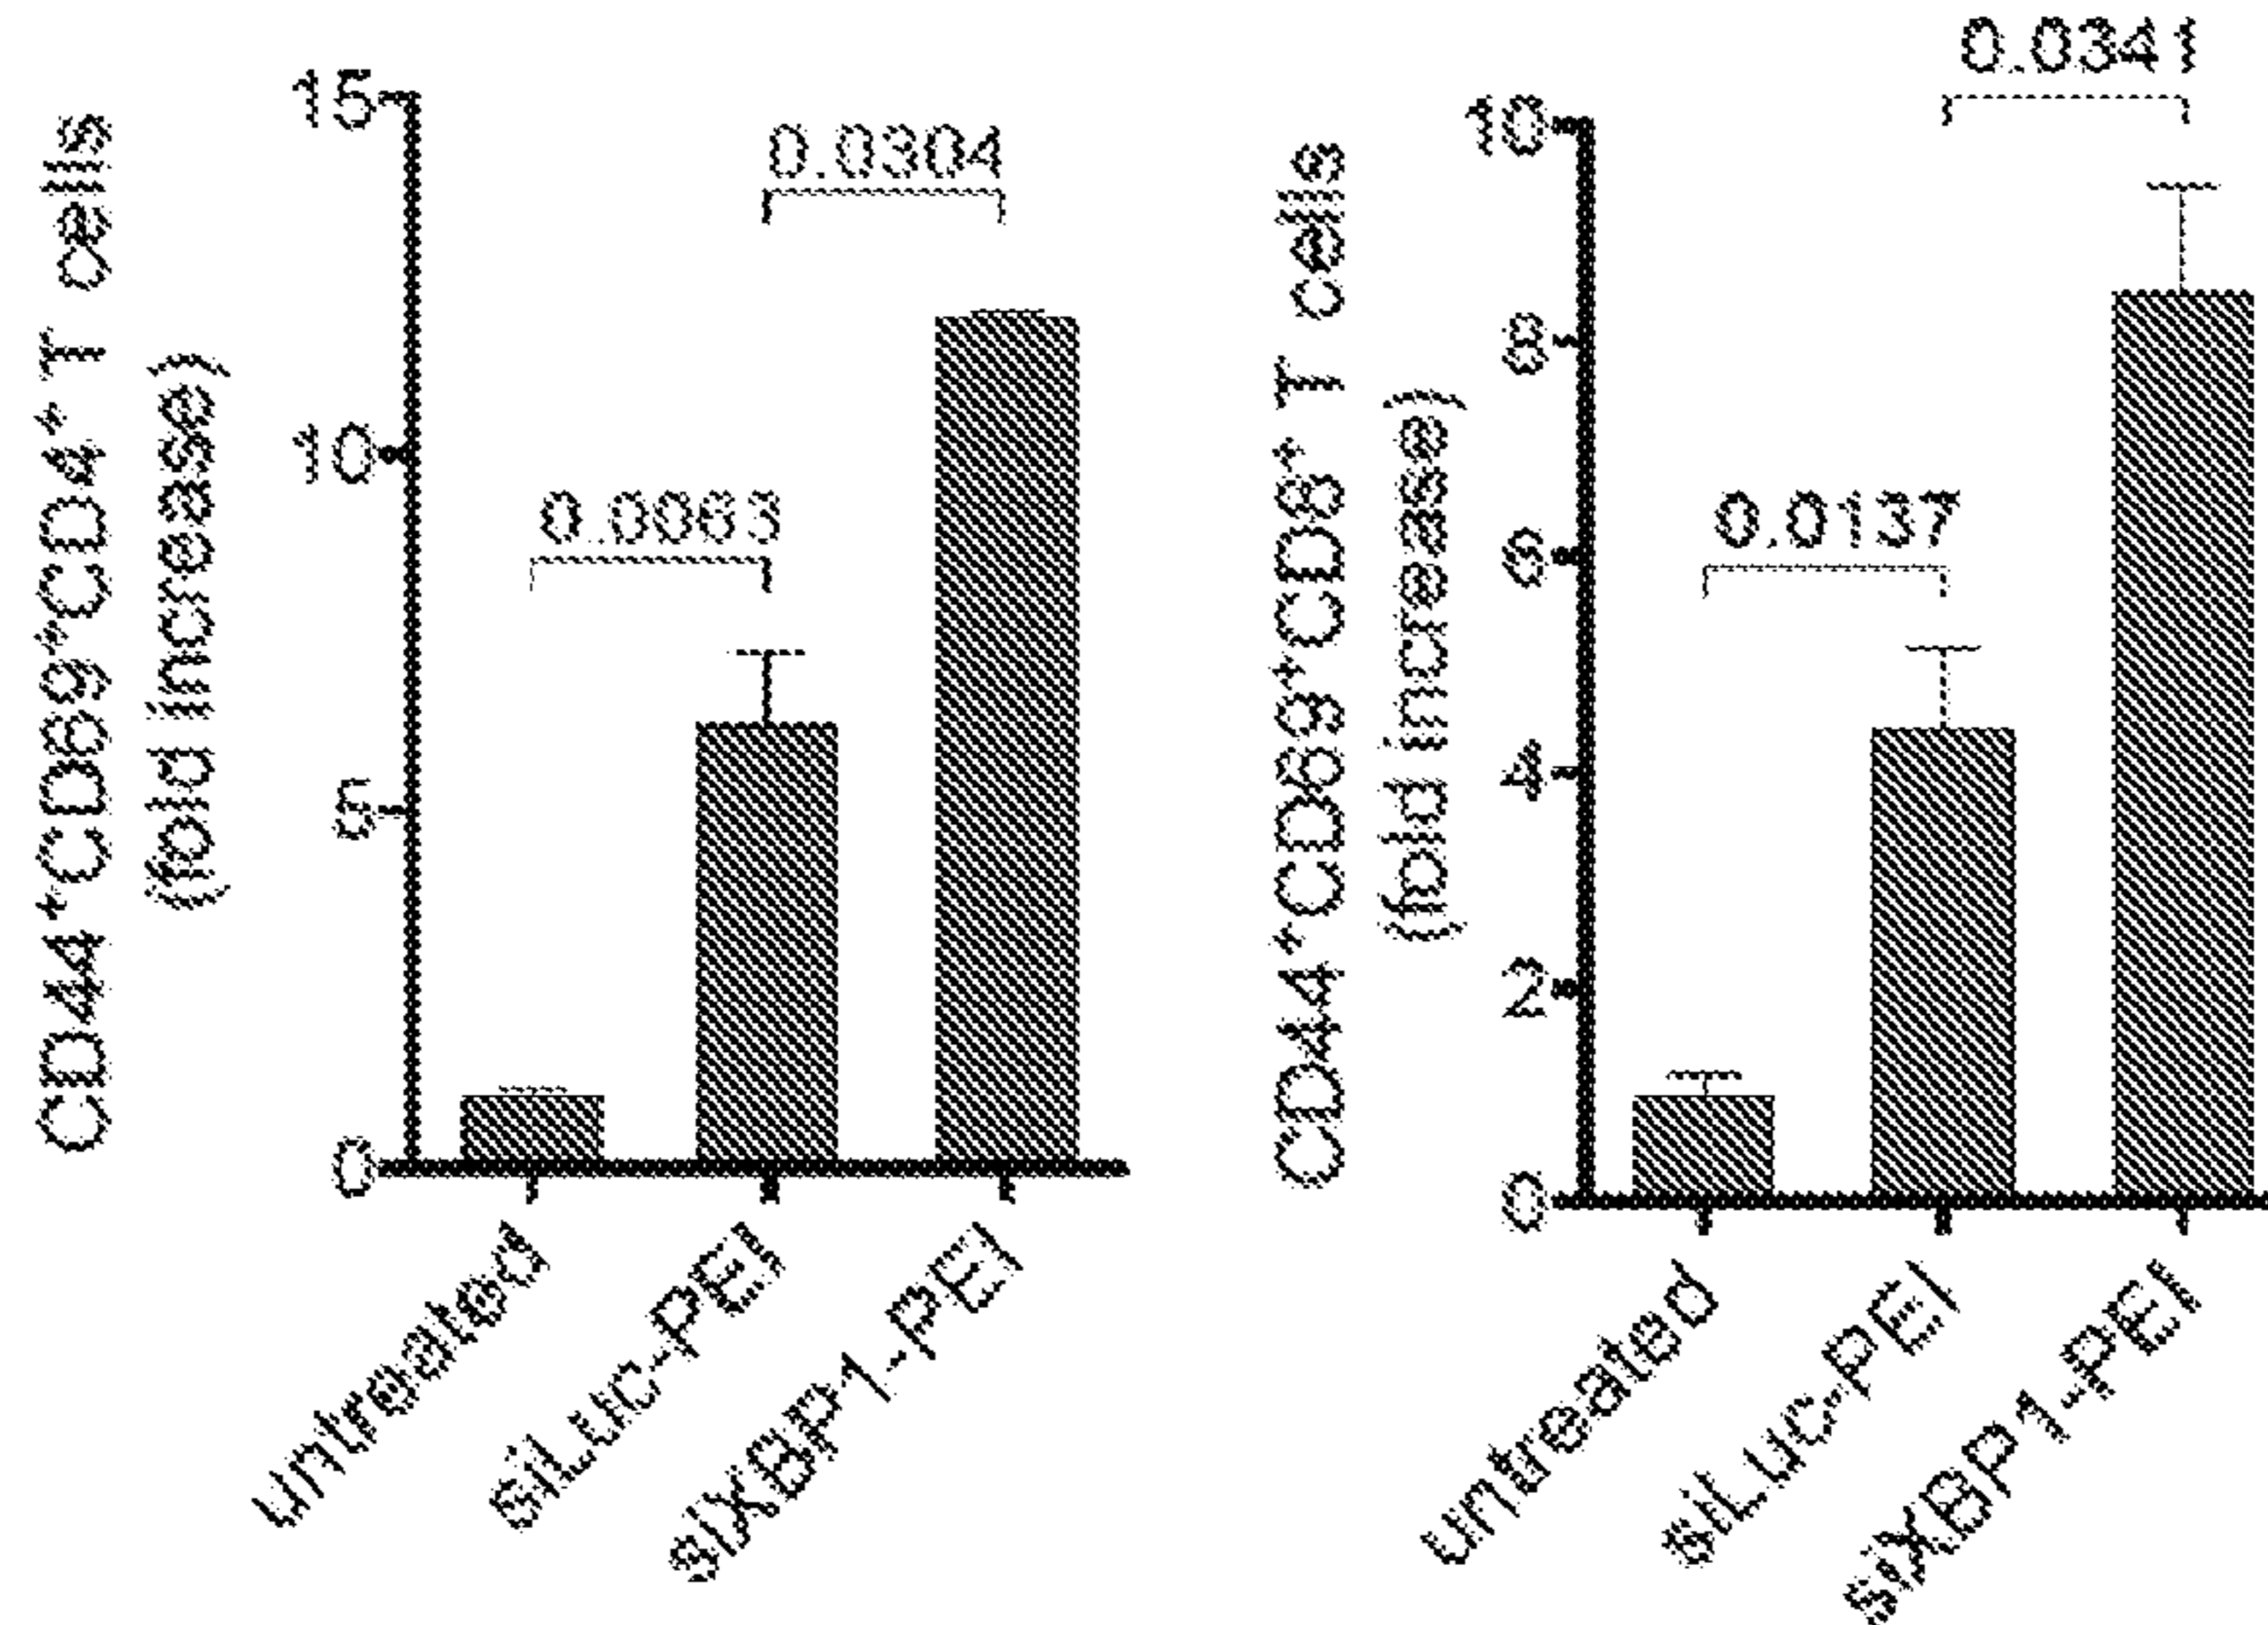 CD44⁺CD69⁺CD4⁺ T cells
(fold increase)
15
10
5
0
0.0063
0.0304
untreated
siLuc-PEI
siXBP1-PEI
CD44⁺CD69⁺CD8⁺ T cells
(fold increase)
10
8
6
4
2
0
0.0137
0.0341
untreated
siLuc-PEI
siXBP1-PEI